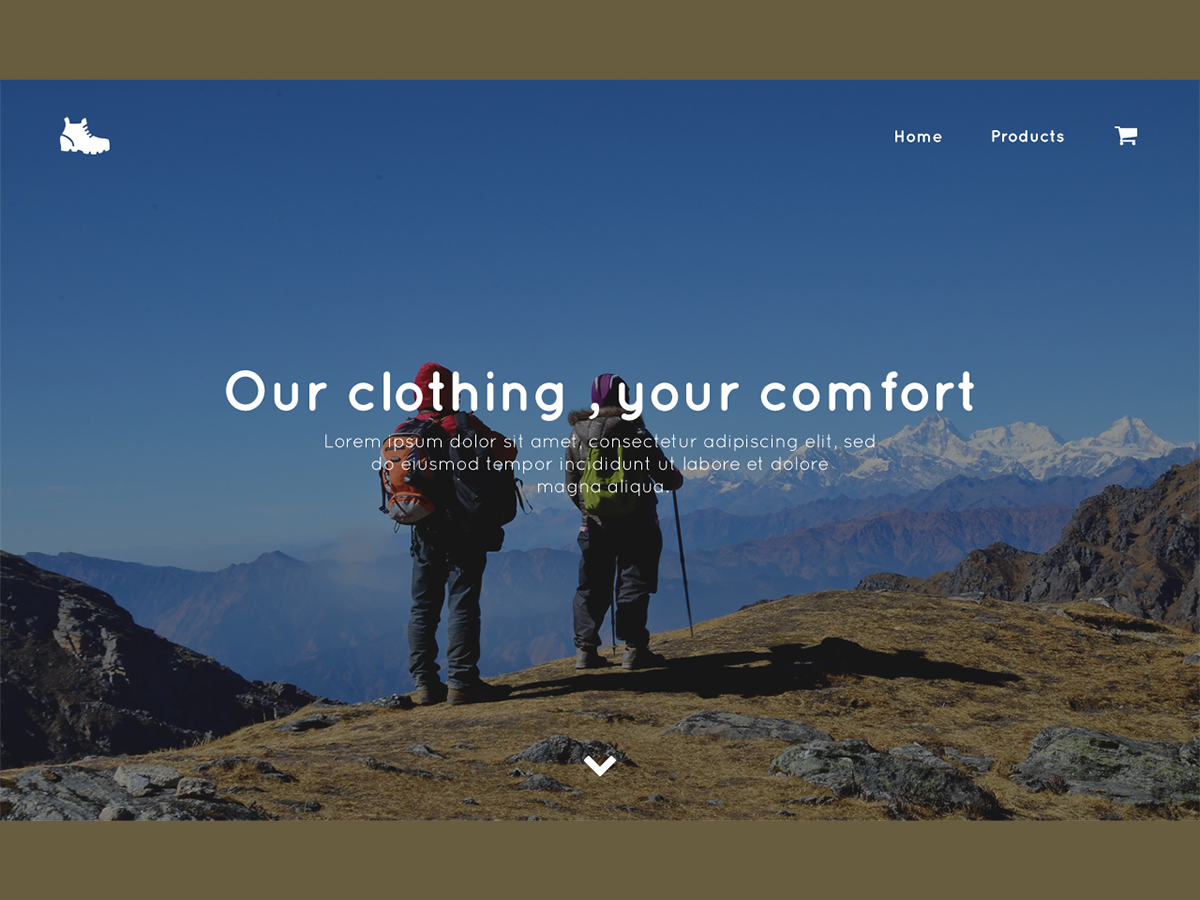 Home Products
Our clothing , your comfort
Lorem ipsum dolor sit amet, consectetur adipiscing elit, sed
do eiusmod tempor incididunt ut labore et dolore
magna aliqua.